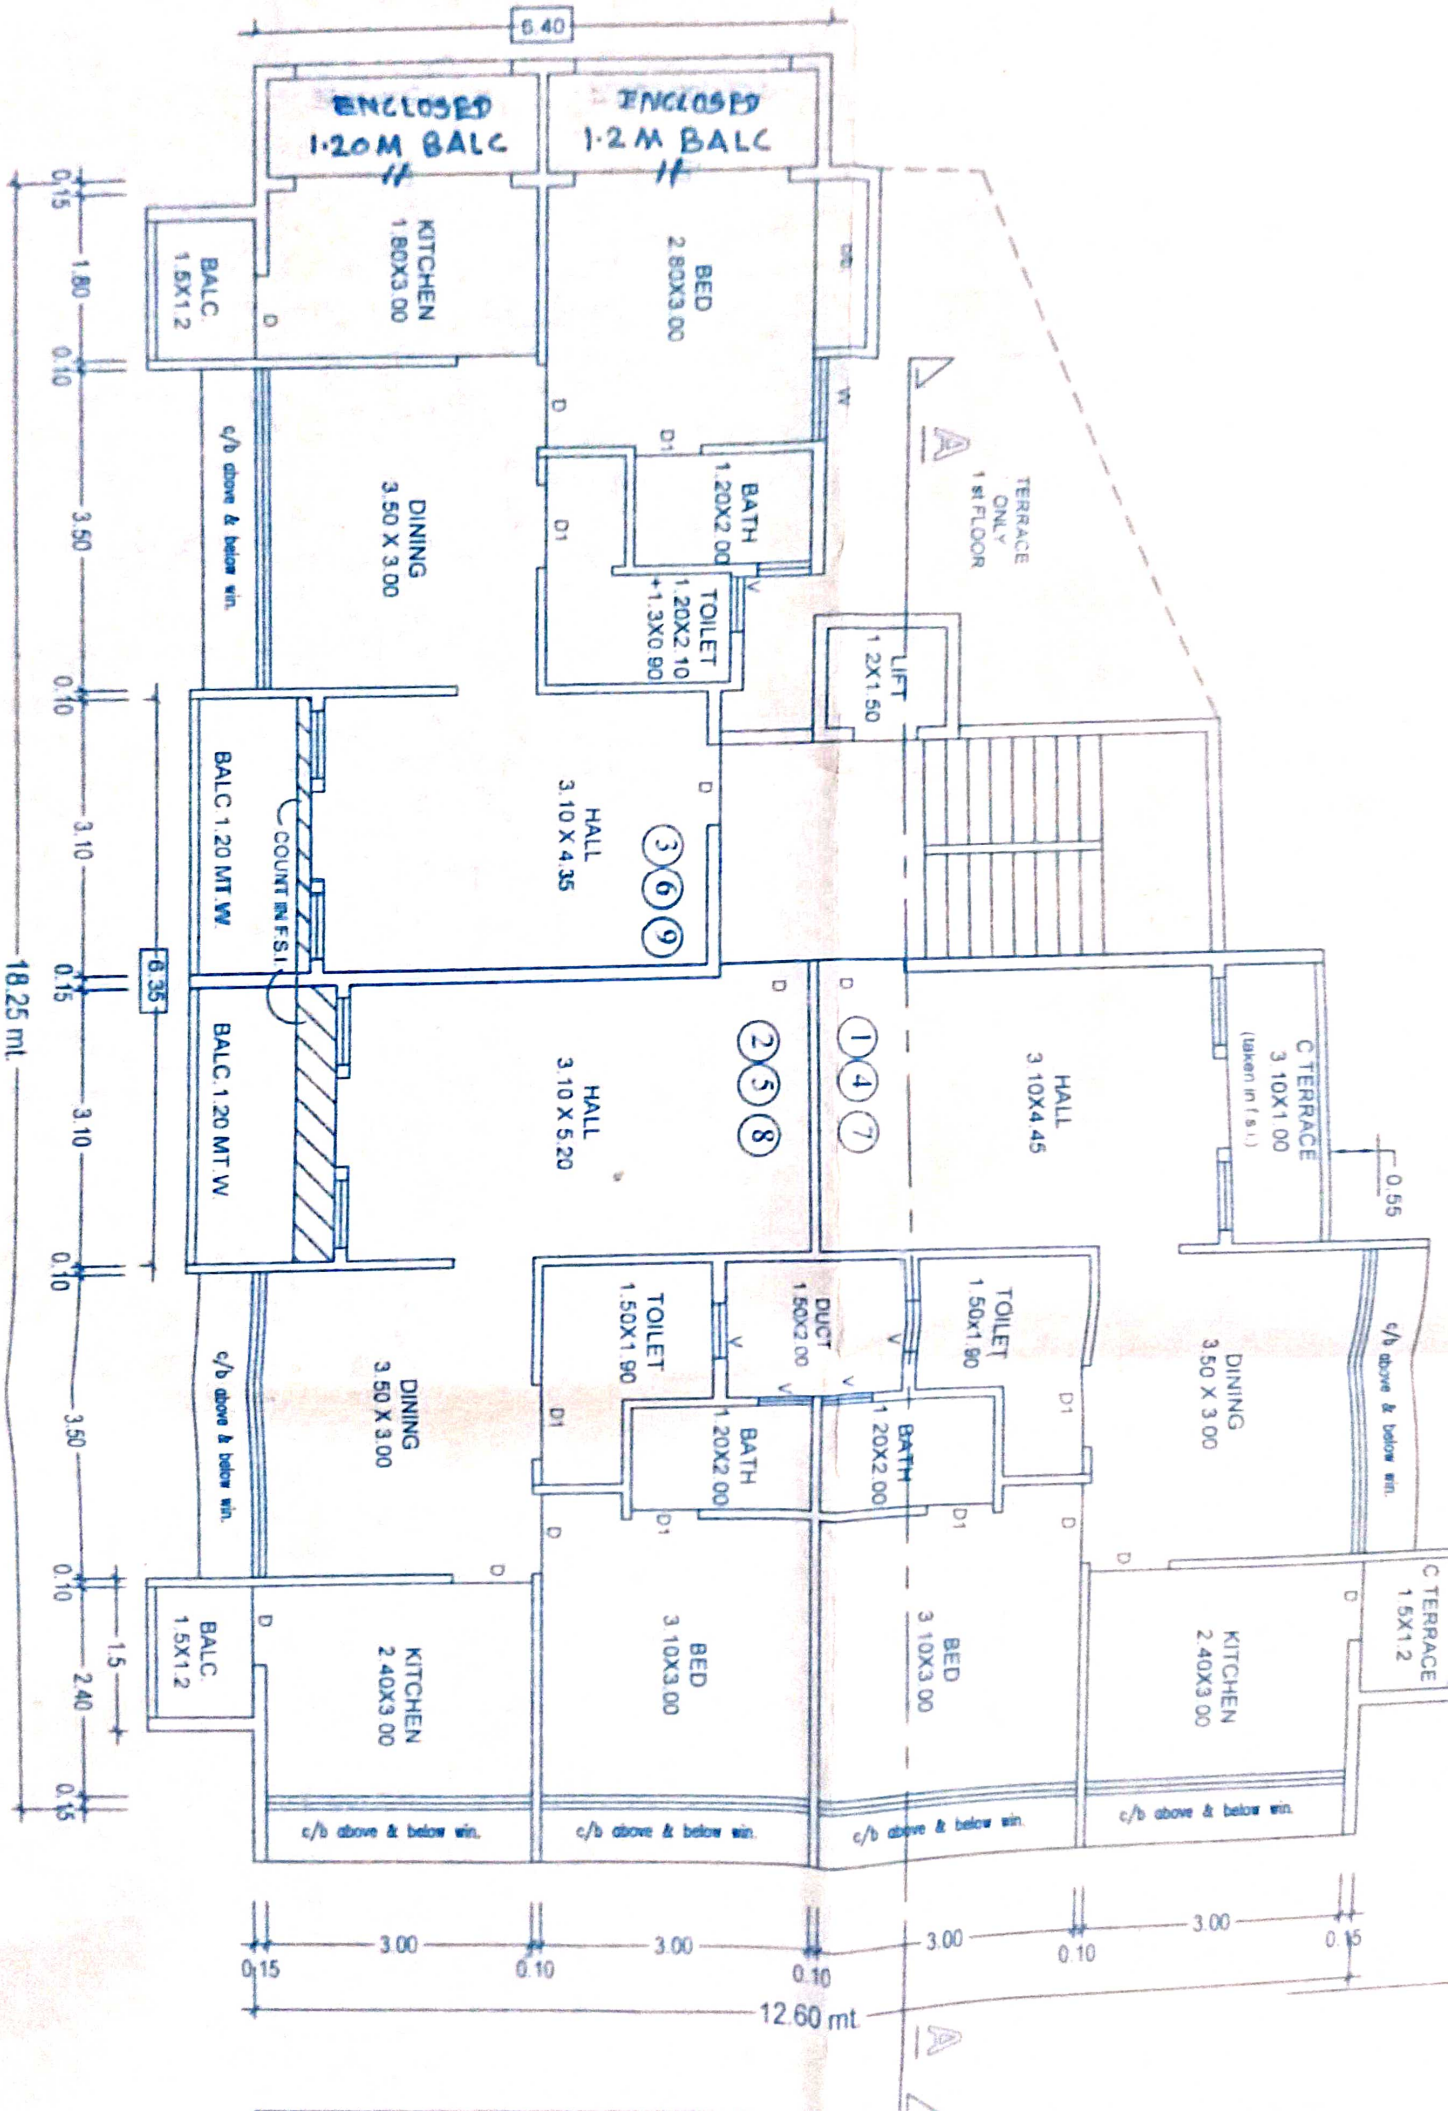 6.40
ENCLOSED
1.20M BALC
ENCLOSED
1.2 M BALC
KITCHEN
1.80X3.00
BED
2.80X3.00
BALC.
1.5X1.2
D
W
A
TERRACE
ONLY
1st FLOOR
D
D1
BATH
1.20X2.00
V
c/b above & below win.
DINING
3.50 X 3.00
D1
TOILET
1.20X2.10
+1.3X0.90
LIFT
1.2X1.50
D
HALL
3.10 X 4.35
3 6 9
BALC.1.20 MT.W.
COUNT IN F.S.I.
D
D
2 5 8
1 4 7
HALL
3.10 X 5.20
HALL
3.10X4.45
C TERRACE
3.10X1.00
(taken in f.s.i.)
0.55
BALC.1.20 MT.W.
TOILET
1.50X1.90
DUCT
1.50X2.00
TOILET
1.50x1.90
V
V
V
V
DINING
3.50 X 3.00
DINING
3.50 X 3.00
c/b above & below win.
c/b above & below win.
D1
BATH
1.20X2.00
BATH
1.20X2.00
D1
D
D1
D1
D
D
D
D
D
BALC.
1.5X1.2
KITCHEN
2.40X3.00
BED
3.10X3.00
BED
3.10X3.00
KITCHEN
2.40X3.00
C TERRACE
1.5X1.2
c/b above & below win.
c/b above & below win.
c/b above & below win.
c/b above & below win.
0.15
1.80
0.10
3.50
0.10
3.10
0.15
3.10
0.10
3.50
0.10
2.40
0.15
6.35
1.5
18.25 mt.
0.15
3.00
0.10
3.00
0.10
3.00
0.10
3.00
0.15
12.60 mt.
A